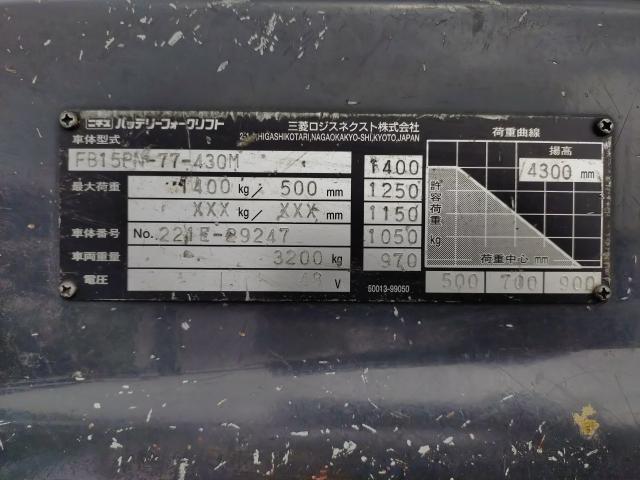 ニチユ バッテリーフォークリフト
三菱ロジスネクスト株式会社
2-1-1,HIGASHIKOTARI,NAGAOKAKYO-SHI,KYOTO,JAPAN
車体型式
FB15PN-77-430M
最大荷重 1400 kg／ 500 mm
XXX kg／ XXX mm
車体番号 No. 221E-29247
車両重量 3200 kg
電圧 48 V
1400
1250
1150
1050
970
60013-99050
荷重曲線
揚高
4300 mm
許容荷重 kg
荷重中心 mm
500 700 900